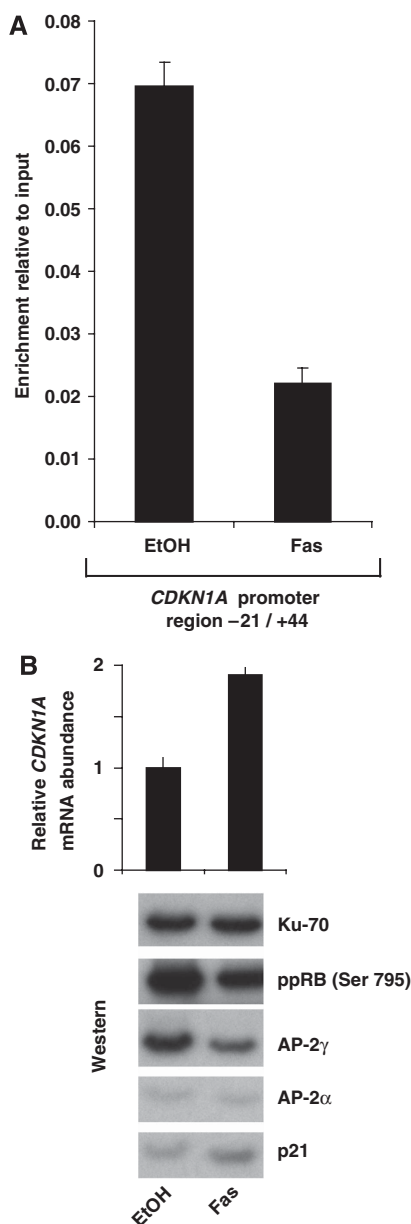 A
0.08
0.07
0.06
0.05
0.04
0.03
0.02
0.01
0.00
Enrichment relative to input
EtOH Fas
CDKN1A promoter
region –21 / +44
B
2
1
0
Relative CDKN1A
mRNA abundance
Western
Ku-70
ppRB (Ser 795)
AP-2γ
AP-2α
p21
EtOH Fas